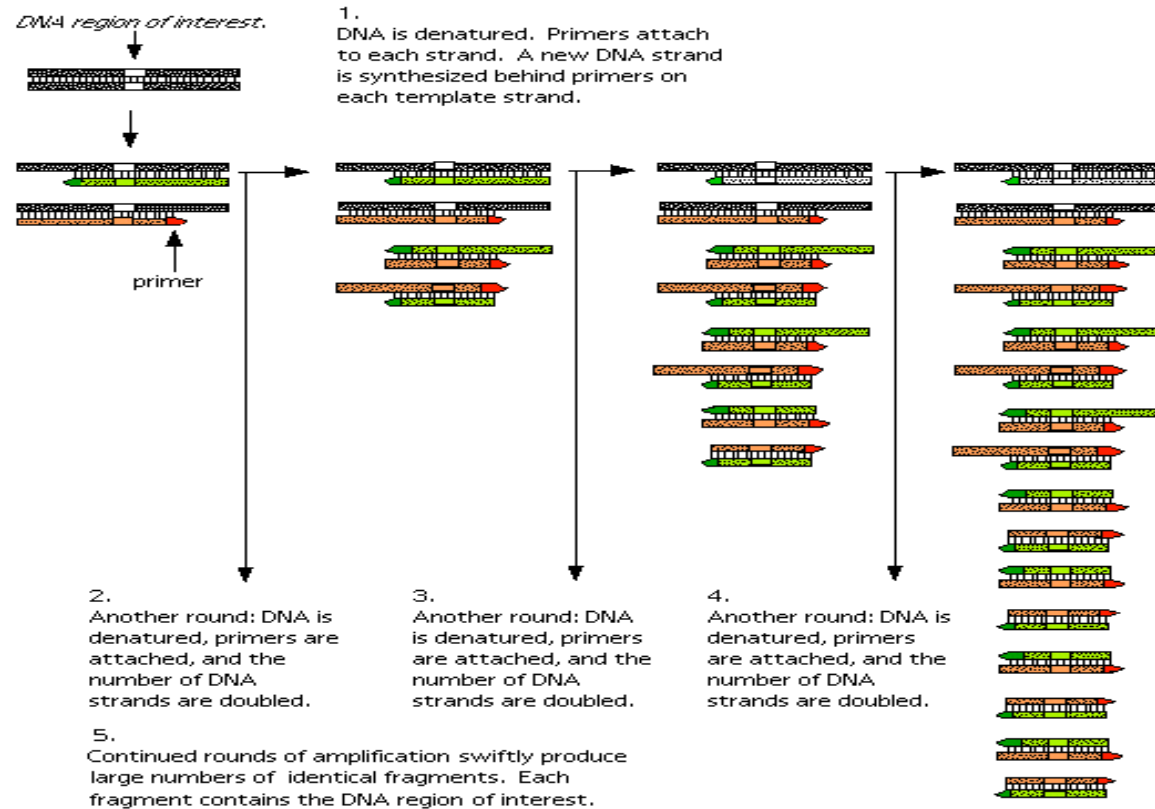 DNA region of interest.
1.
DNA is denatured. Primers attach
to each strand. A new DNA strand
is synthesized behind primers on
each template strand.
primer
2.
Another round: DNA is
denatured, primers are
attached, and the
number of DNA
strands are doubled.
3.
Another round: DNA
is denatured, primers
are attached, and the
number of DNA
strands are doubled.
4.
Another round: DNA is
denatured, primers
are attached, and the
number of DNA
strands are doubled.
5.
Continued rounds of amplification swiftly produce
large numbers of identical fragments. Each
fragment contains the DNA region of interest.